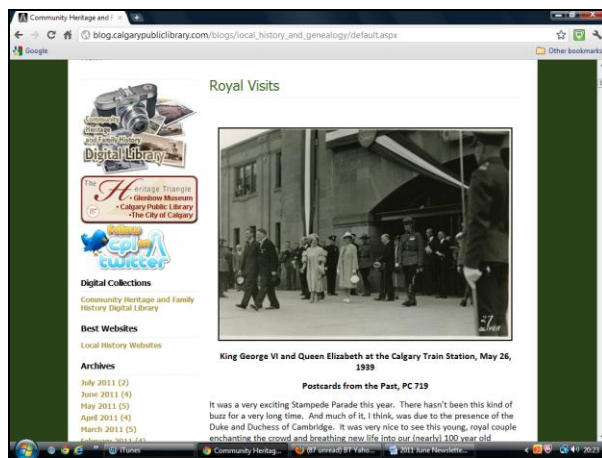 Community Heritage and F
blog.calgarypubliclibrary.com/blogs/local_history_and_genealogy/default.aspx
Google
Other bookmarks
Community
Heritage
and Family
History
Digital Library
The Heritage Triangle
• Glenbow Museum
• Calgary Public Library
• The City of Calgary
Follow
cpl on
twitter
Digital Collections
Community Heritage and Family
History Digital Library
Best Websites
Local History Websites
Archives
July 2011 (2)
June 2011 (4)
May 2011 (5)
April 2011 (4)
March 2011 (5)
February 2011 (4)
Royal Visits
27
King George VI and Queen Elizabeth at the Calgary Train Station, May 26,
1939
Postcards from the Past, PC 719
It was a very exciting Stampede Parade this year. There hasn't been this kind of
buzz for a very long time. And much of it, I think, was due to the presence of the
Duke and Duchess of Cambridge. It was very nice to see this young, royal couple
enchanting the crowd and breathing new life into our (nearly) 100 year old
iTunes
Community Heritag...
(87 unread) BT Yaho...
2011 June Newslette...
20:23